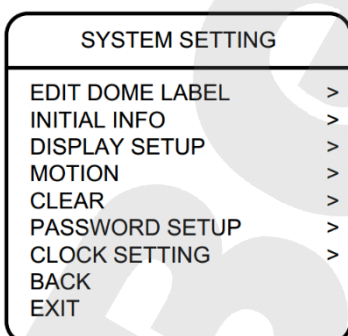 SYSTEM SETTING
EDIT DOME LABEL >
INITIAL INFO >
DISPLAY SETUP >
MOTION >
CLEAR >
PASSWORD SETUP >
CLOCK SETTING >
BACK
EXIT